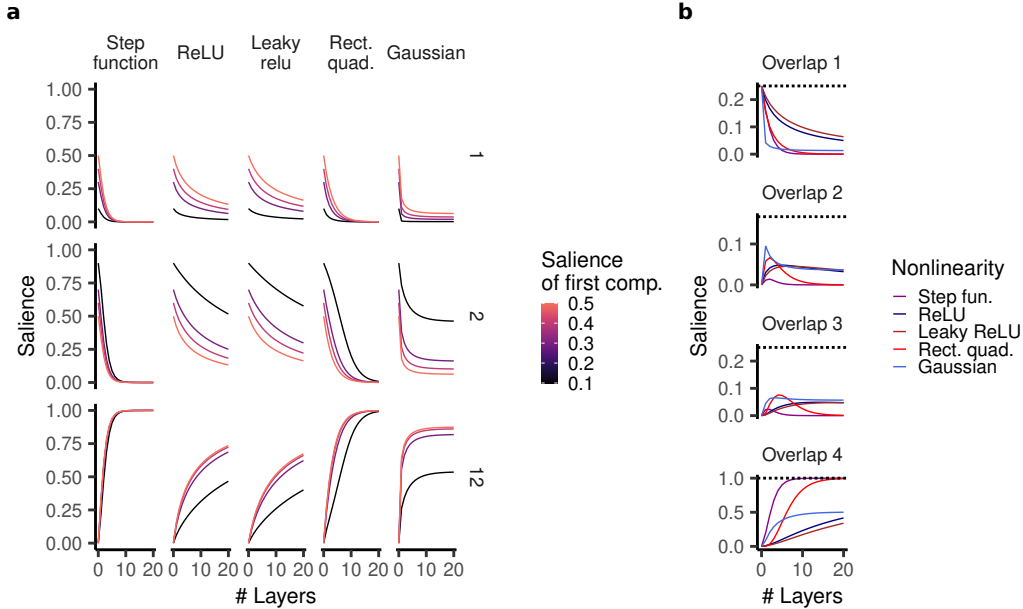 a
b
Step
function
ReLU
Leaky
relu
Rect.
quad.
Gaussian
1.00
0.75
0.50
0.25
0.00
1
1.00
0.75
0.50
0.25
0.00
2
1.00
0.75
0.50
0.25
0.00
12
0 10 20
0 10 20
0 10 20
0 10 20
0 10 20
Salience
# Layers
Salience
of first comp.
0.5
0.4
0.3
0.2
0.1
Overlap 1
0.2
0.1
0.0
Overlap 2
0.1
0.0
Overlap 3
0.2
0.1
0.0
Overlap 4
1.0
0.5
0.0
0 10 20
Salience
# Layers
Nonlinearity
Step fun.
ReLU
Leaky ReLU
Rect. quad.
Gaussian